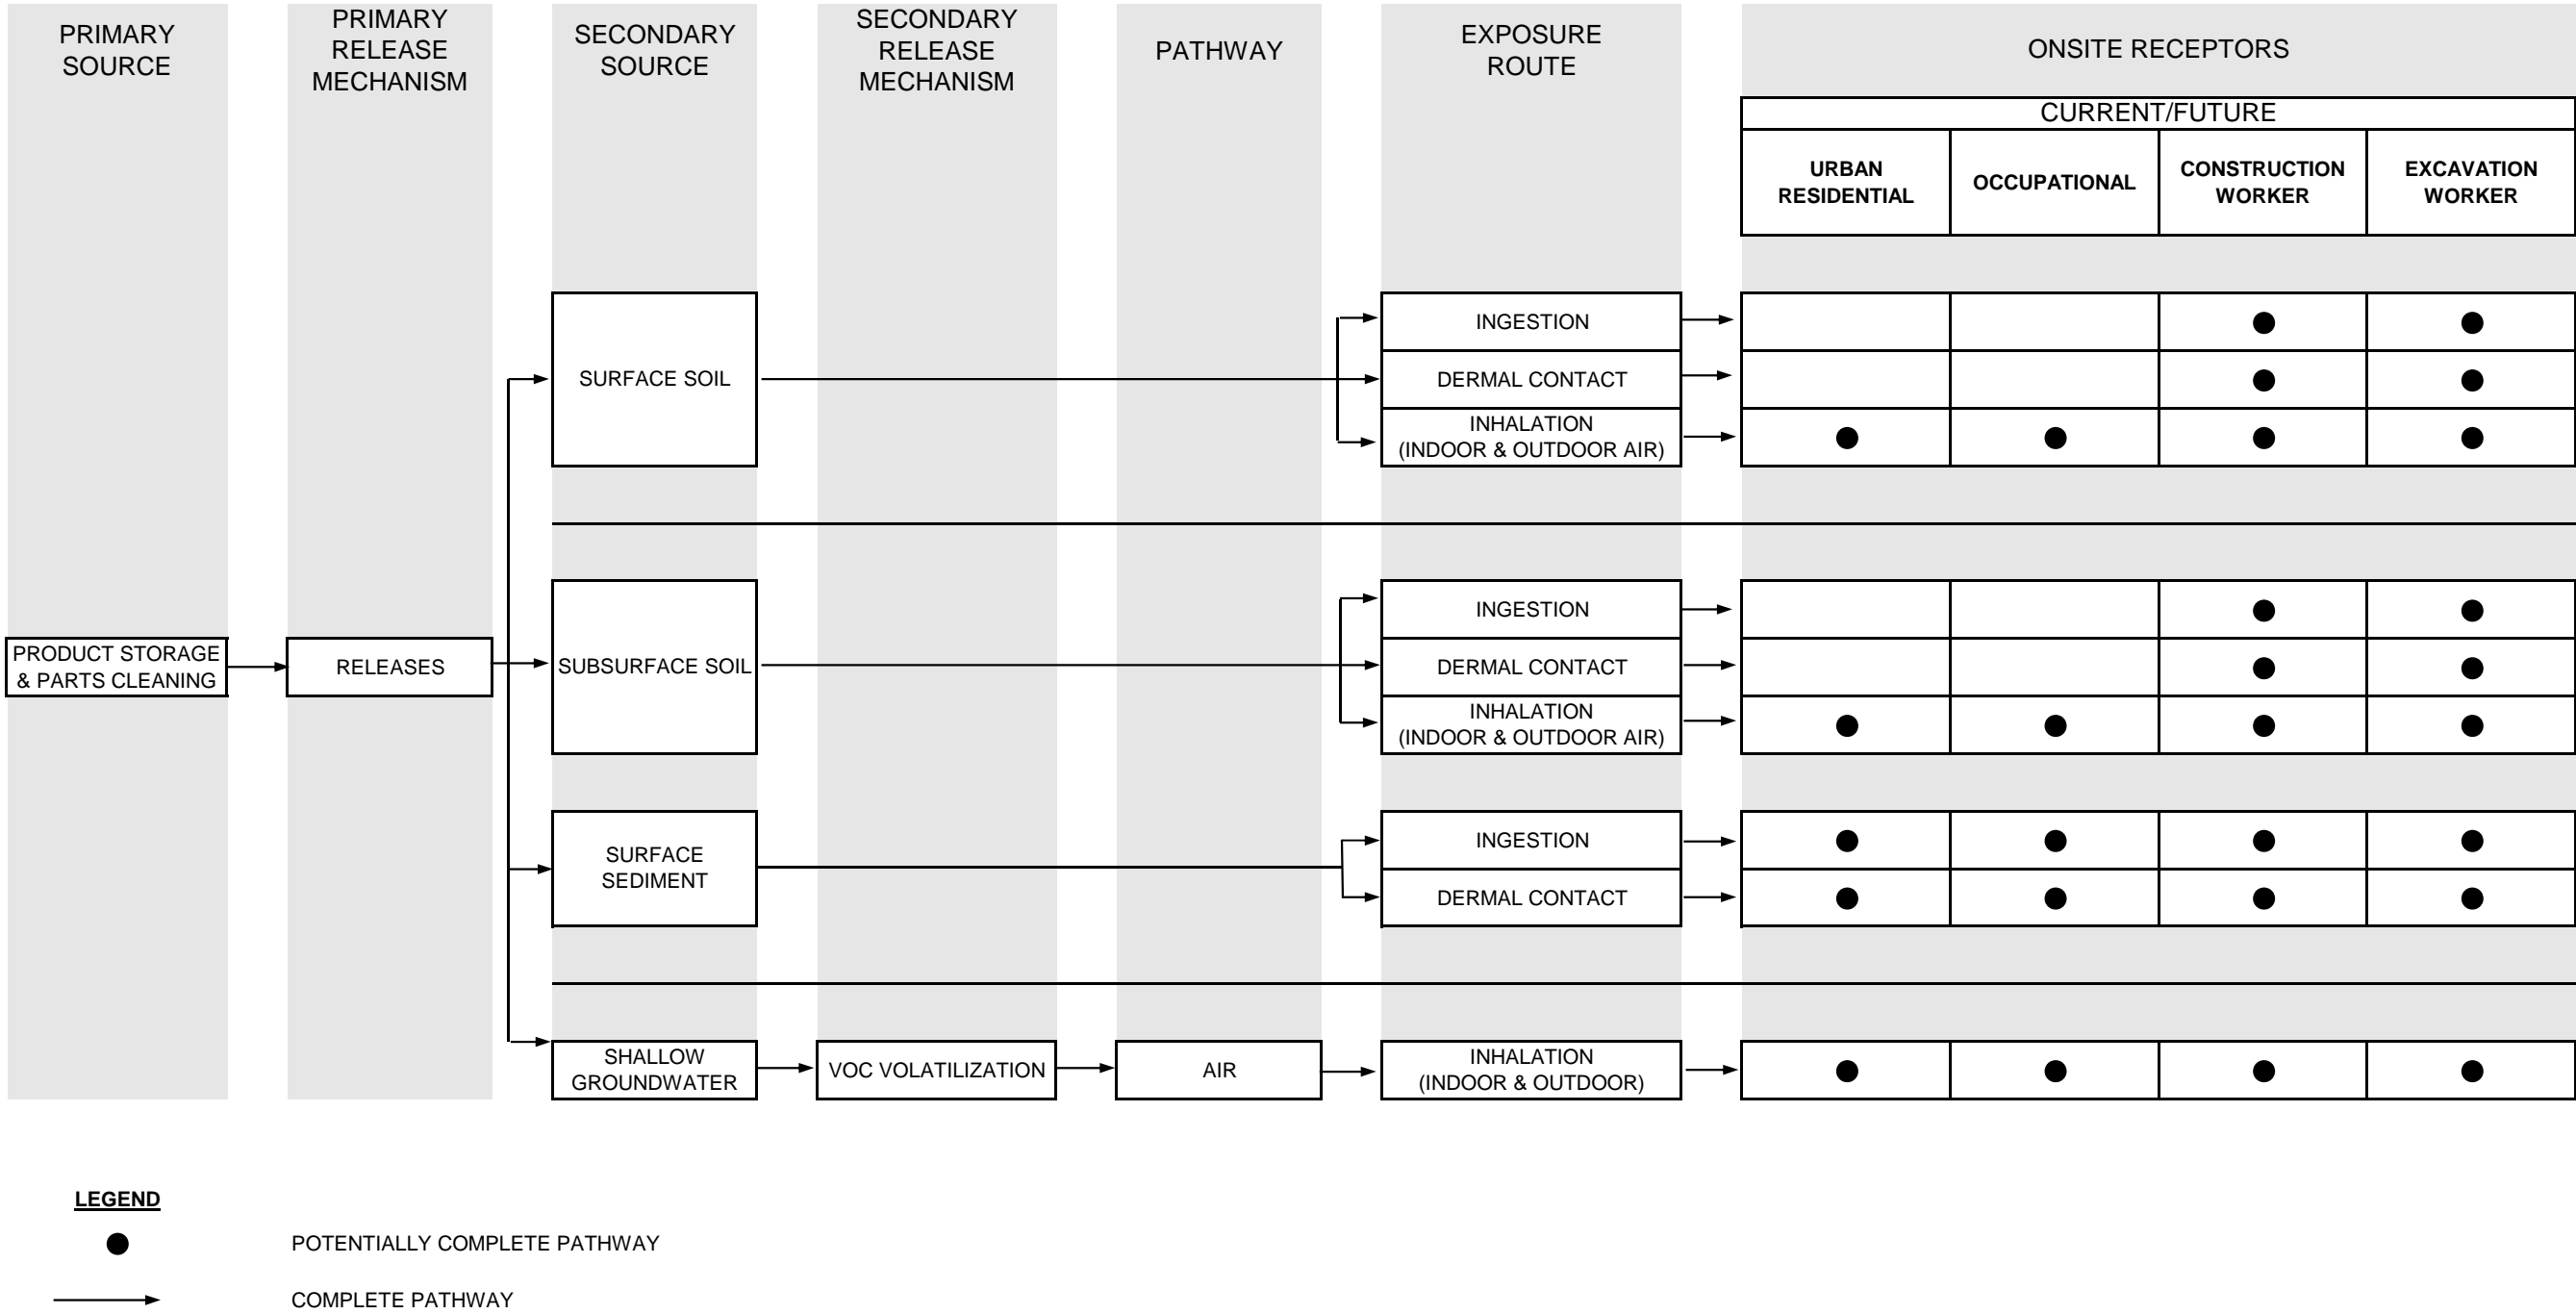 PRIMARY
SOURCE
PRIMARY
RELEASE
MECHANISM
SECONDARY
SOURCE
SECONDARY
RELEASE
MECHANISM
PATHWAY
EXPOSURE
ROUTE
ONSITE RECEPTORS
CURRENT/FUTURE
URBAN
RESIDENTIAL
OCCUPATIONAL
CONSTRUCTION
WORKER
EXCAVATION
WORKER
SURFACE SOIL
INGESTION
DERMAL CONTACT
INHALATION
(INDOOR & OUTDOOR AIR)
PRODUCT STORAGE
& PARTS CLEANING
RELEASES
SUBSURFACE SOIL
INGESTION
DERMAL CONTACT
INHALATION
(INDOOR & OUTDOOR AIR)
SURFACE
SEDIMENT
INGESTION
DERMAL CONTACT
SHALLOW
GROUNDWATER
VOC VOLATILIZATION
AIR
INHALATION
(INDOOR & OUTDOOR)
LEGEND
POTENTIALLY COMPLETE PATHWAY
COMPLETE PATHWAY